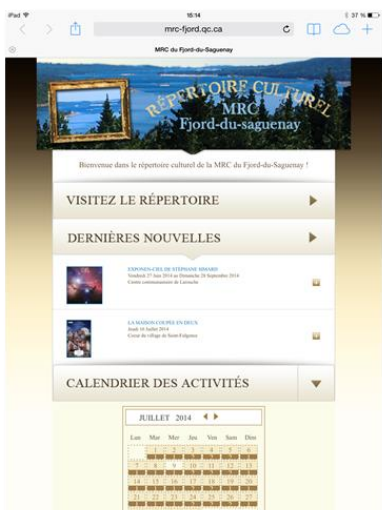 iPad
15:14
37 %
mrc-fjord.qc.ca
MRC du Fjord-du-Saguenay
RÉPERTOIRE CULTUREL
MRC
Fjord-du-saguenay
Bienvenue dans le répertoire culturel de la MRC du Fjord-du-Saguenay !
VISITEZ LE RÉPERTOIRE
DERNIÈRES NOUVELLES
EXPOSEN-CIEL DE STÉPHANE SIMARD
Vendredi 27 Juin 2014 au Dimanche 28 Septembre 2014
Centre communautaire de Larouche
LA MAISON COUPÉE EN DEUX
Jeudi 10 Juillet 2014
Coeur du village de Saint-Fulgence
CALENDRIER DES ACTIVITÉS
JUILLET 2014
Lun Mar Mer Jeu Ven Sam Dim
1 2 3 4 5 6
7 8 9 10 11 12 13
14 15 16 17 18 19 20
21 22 23 24 25 26 27